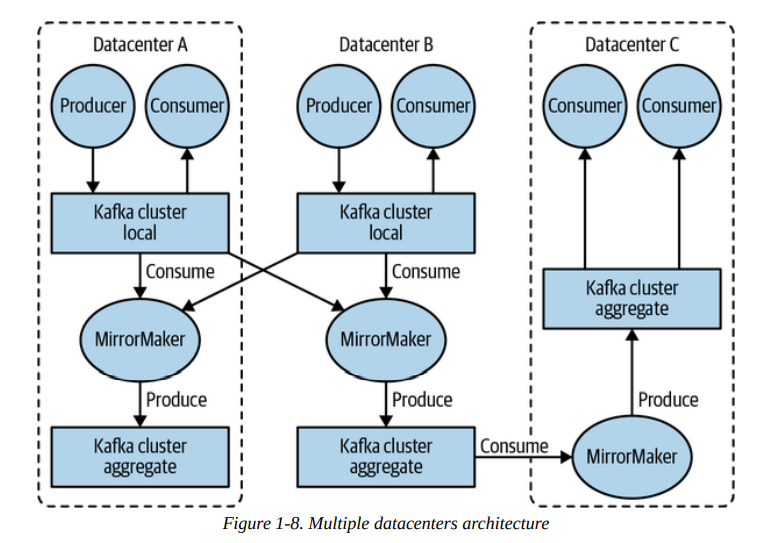 Datacenter A
Datacenter B
Datacenter C
Producer
Consumer
Producer
Consumer
Consumer
Consumer
Kafka cluster
local
Kafka cluster
local
Consume
Consume
Kafka cluster
aggregate
MirrorMaker
MirrorMaker
Produce
Produce
Produce
Kafka cluster
aggregate
Kafka cluster
aggregate
Consume
MirrorMaker
Figure 1-8. Multiple datacenters architecture